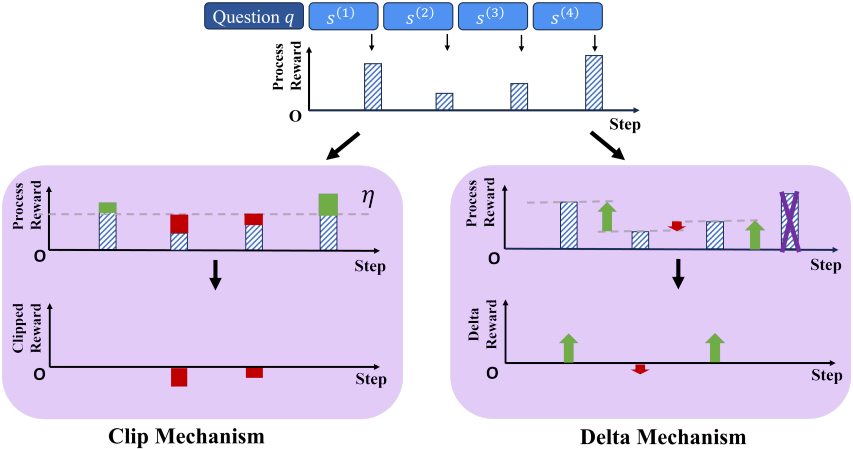 Question q s⁽¹⁾ s⁽²⁾ s⁽³⁾ s⁽⁴⁾
Process
Reward
O
Step
Process
Reward
η
O
Step
Clipped
Reward
O
Step
Clip Mechanism
Process
Reward
O
Step
Delta
Reward
O
Step
Delta Mechanism